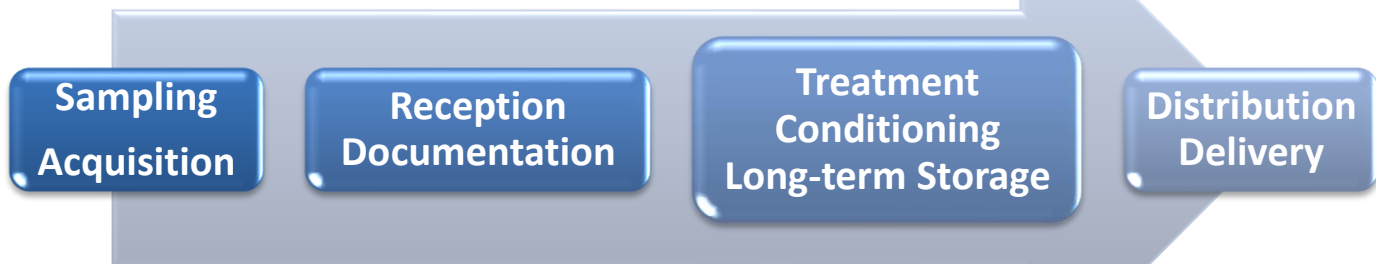 Sampling
Acquisition
Reception
Documentation
Treatment
Conditioning
Long-term Storage
Distribution
Delivery